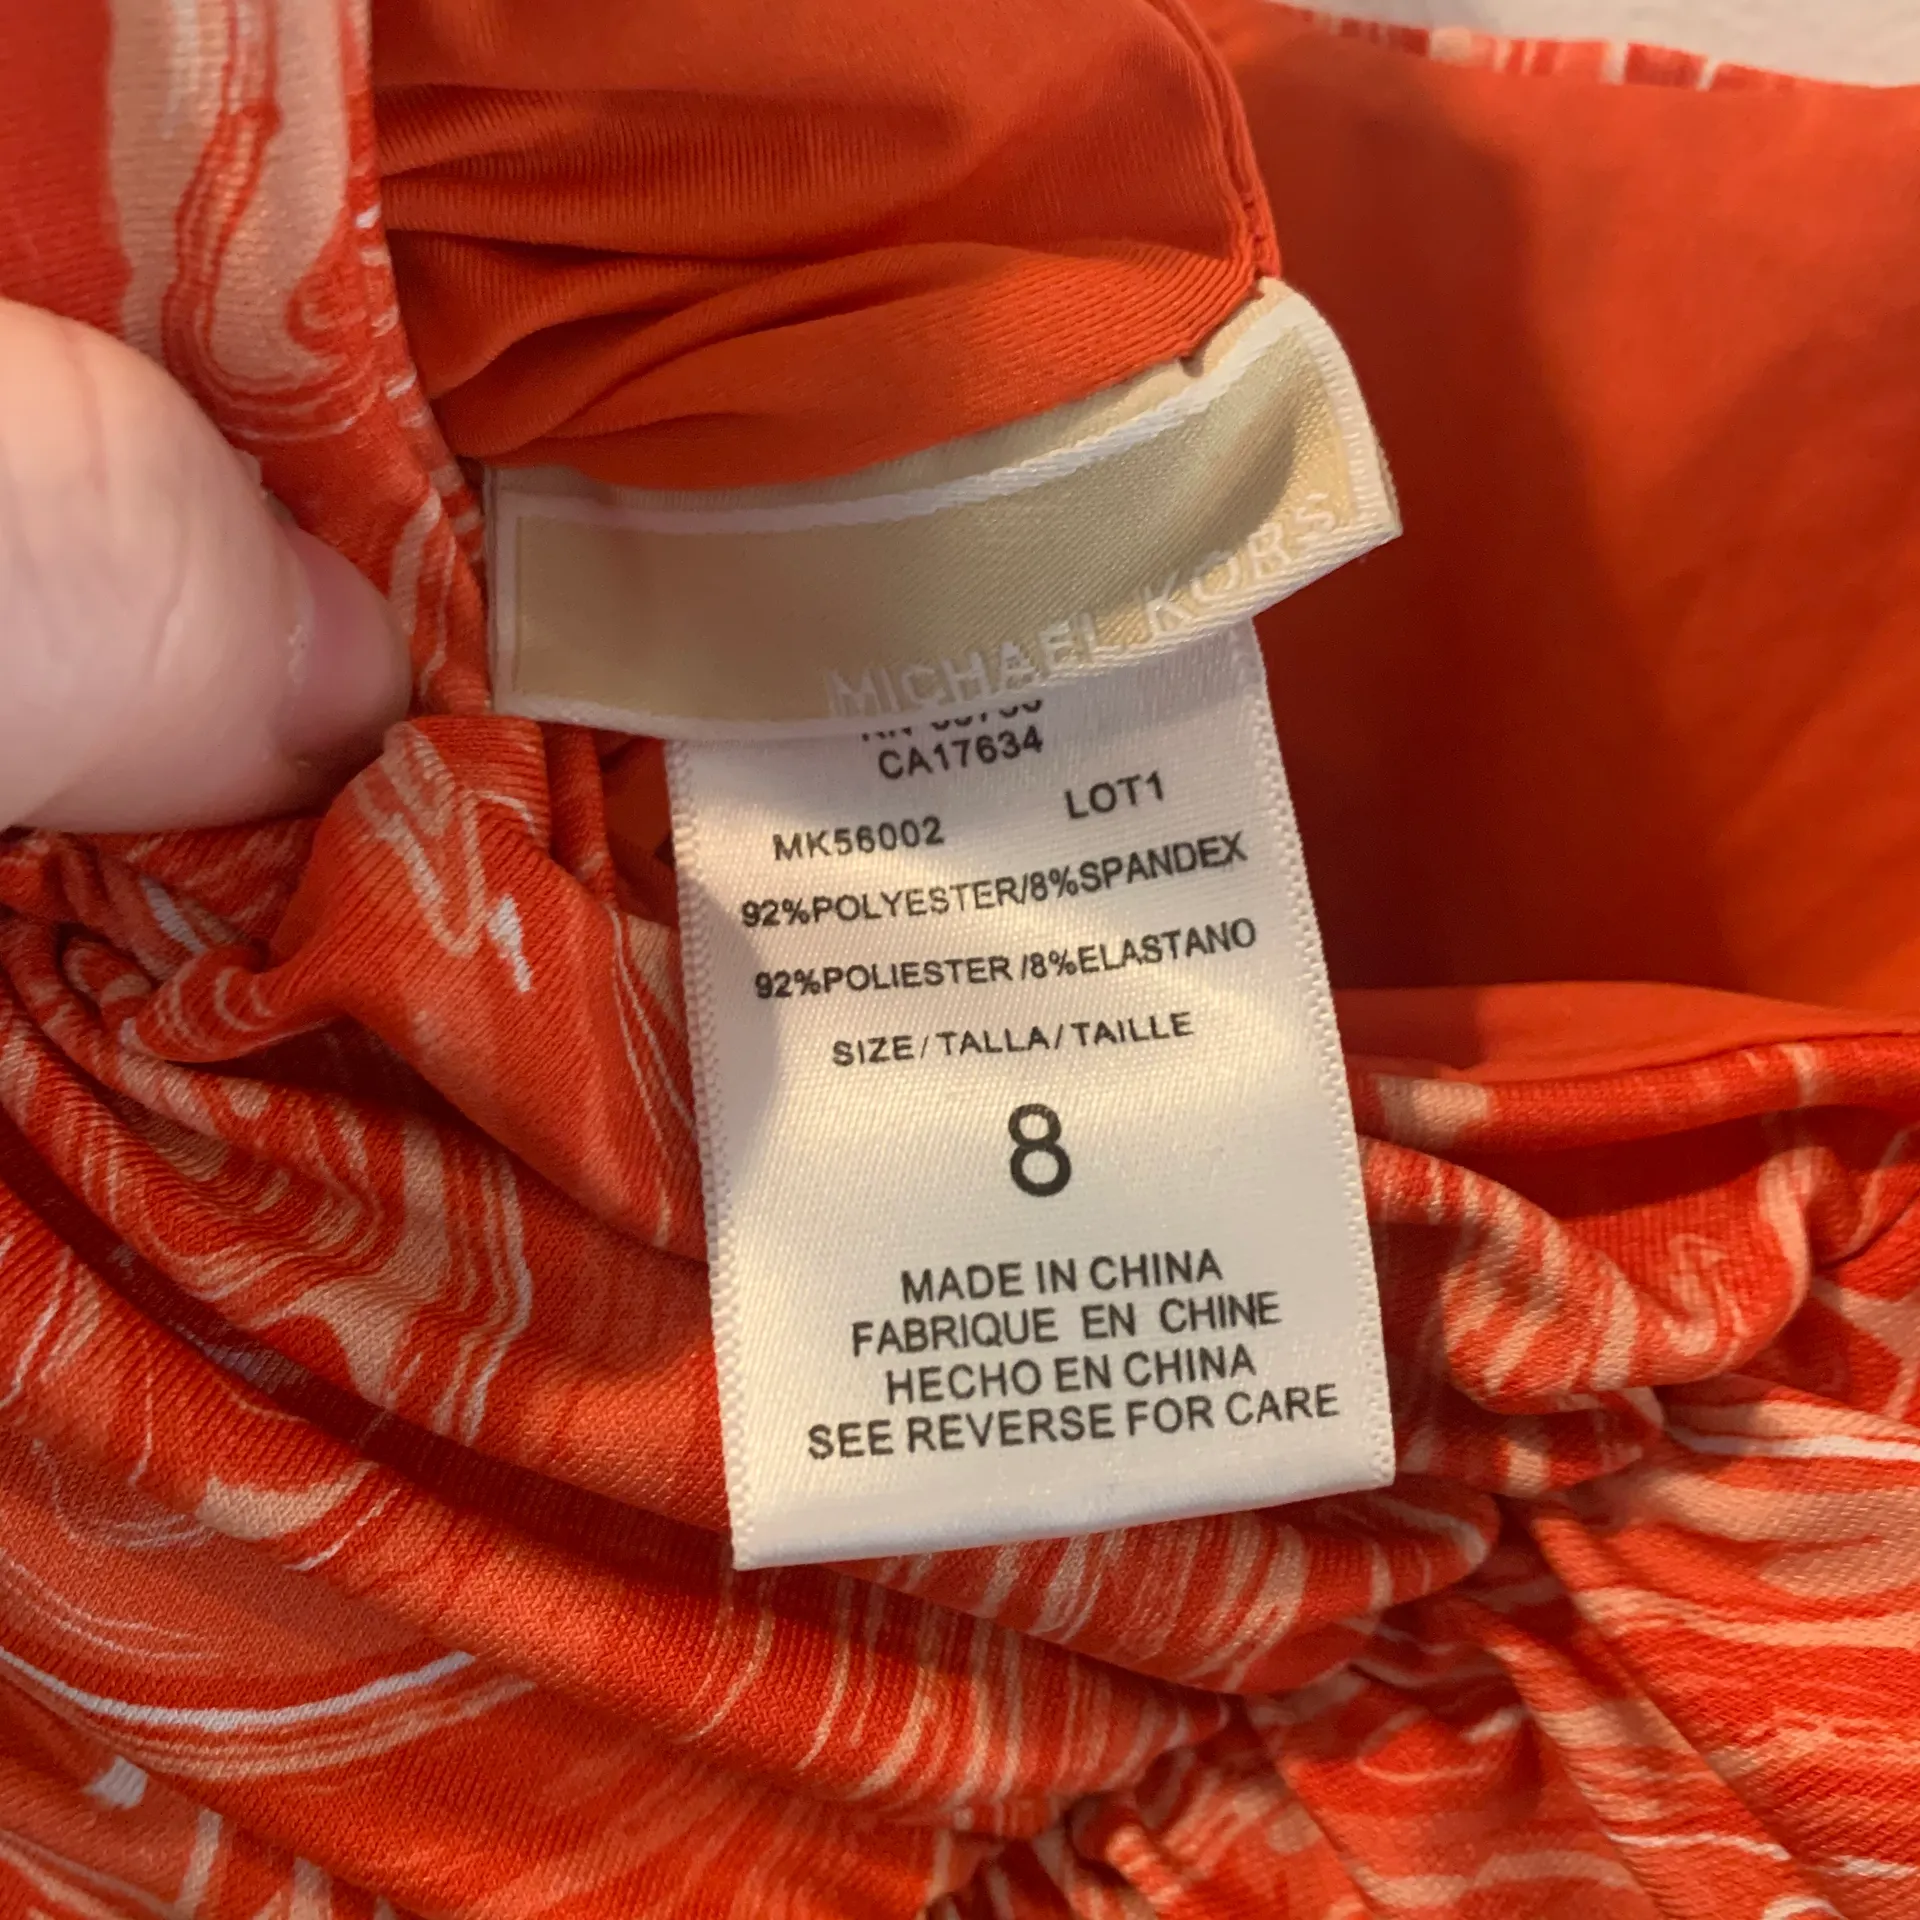 MICHAEL KORS
CA17634
MK56002 LOT1
92%POLYESTER/8%SPANDEX
92%POLIESTER /8%ELASTANO
SIZE/TALLA/TAILLE
8
MADE IN CHINA
FABRIQUE EN CHINE
HECHO EN CHINA
SEE REVERSE FOR CARE